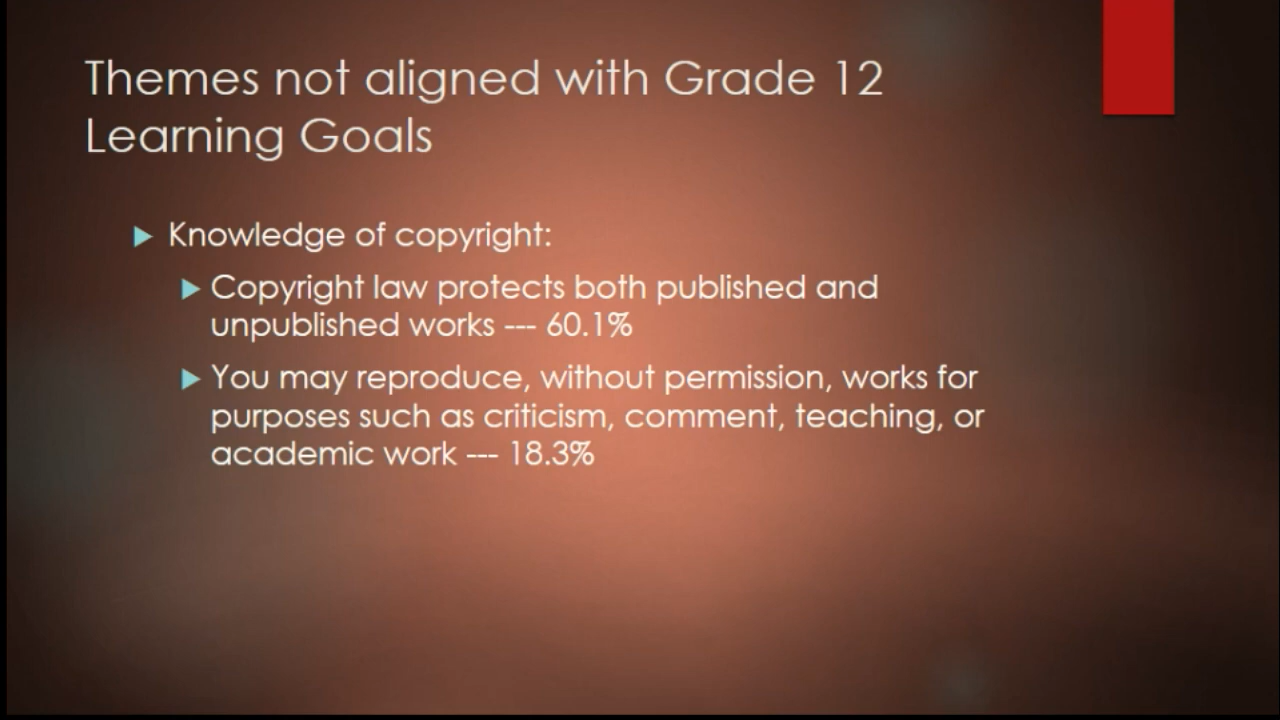 Themes not aligned with Grade 12
Learning Goals
Knowledge of copyright:
Copyright law protects both published and
unpublished works --- 60.1%
You may reproduce, without permission, works for
purposes such as criticism, comment, teaching, or
academic work --- 18.3%